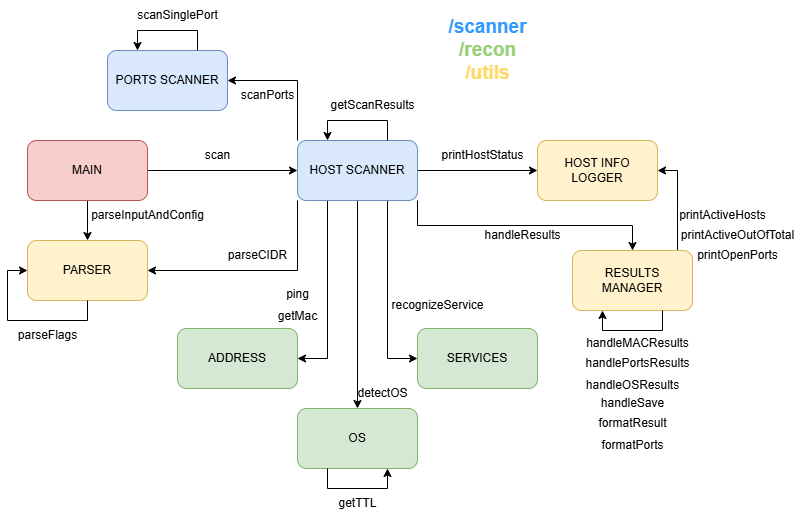 scanSinglePort
/scanner
/recon
/utils
PORTS SCANNER
scanPorts
getScanResults
MAIN
scan
HOST SCANNER
printHostStatus
HOST INFO
LOGGER
parseInputAndConfig
printActiveHosts
printActiveOutOfTotal
printOpenPorts
handleResults
parseCIDR
PARSER
RESULTS
MANAGER
parseFlags
ping
getMac
recognizeService
ADDRESS
SERVICES
handleMACResults
handlePortsResults
handleOSResults
handleSave
formatResult
formatPorts
detectOS
OS
getTTL